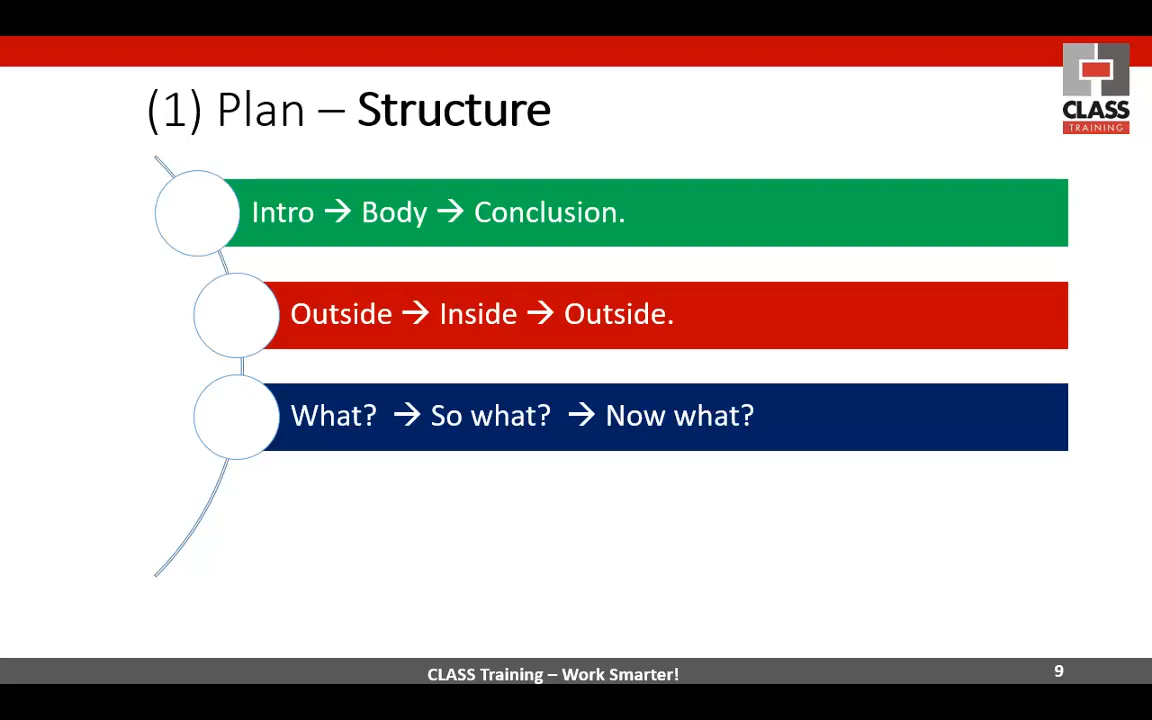 (1) Plan – Structure
CLASS
TRAINING
Intro → Body → Conclusion.
Outside → Inside → Outside.
What? → So what? → Now what?
CLASS Training – Work Smarter!
9